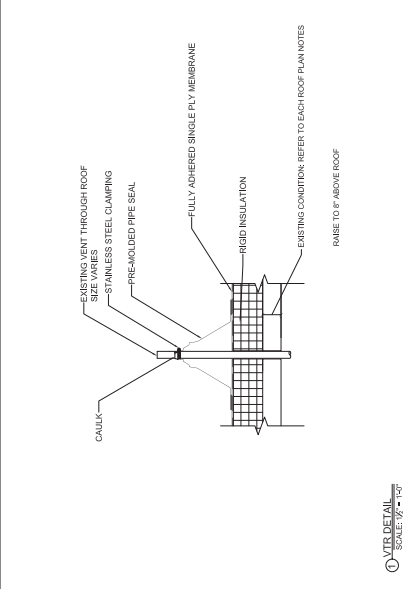 CAULK
EXISTING VENT THROUGH ROOF
SIZE VARIES
STAINLESS STEEL CLAMPING
PRE-MOLDED PIPE SEAL
FULLY ADHERED SINGLE PLY MEMBRANE
RIGID INSULATION
EXISTING CONDITION: REFER TO EACH ROOF PLAN NOTES
RAISE TO 8" ABOVE ROOF
1 VTR DETAIL
SCALE: 1½" = 1'-0"